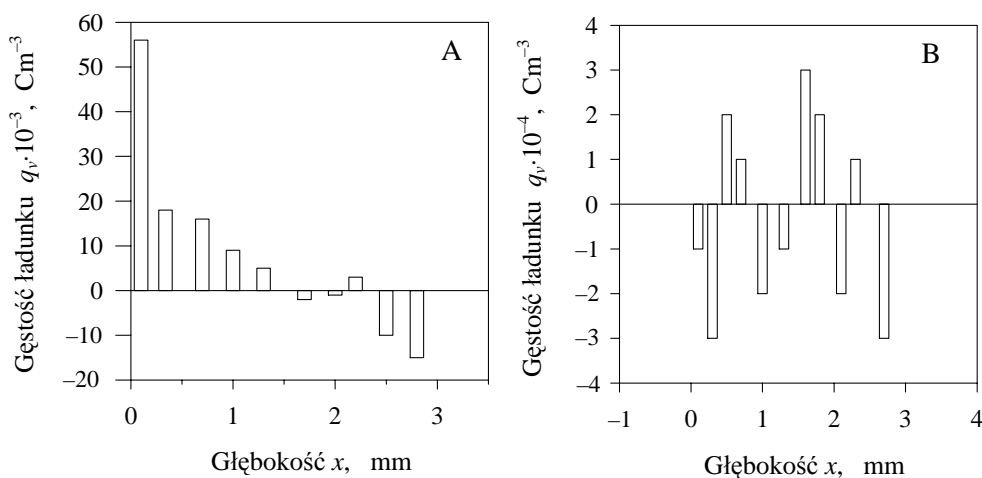 Gęstość ładunku qᵥ·10⁻³, Cm⁻³
60
50
40
30
20
10
0
–10
–20
A
0 1 2 3
Głębokość x, mm
Gęstość ładunku qᵥ·10⁻⁴, Cm⁻³
4
3
2
1
0
–1
–2
–3
–4
B
–1 0 1 2 3 4
Głębokość x, mm